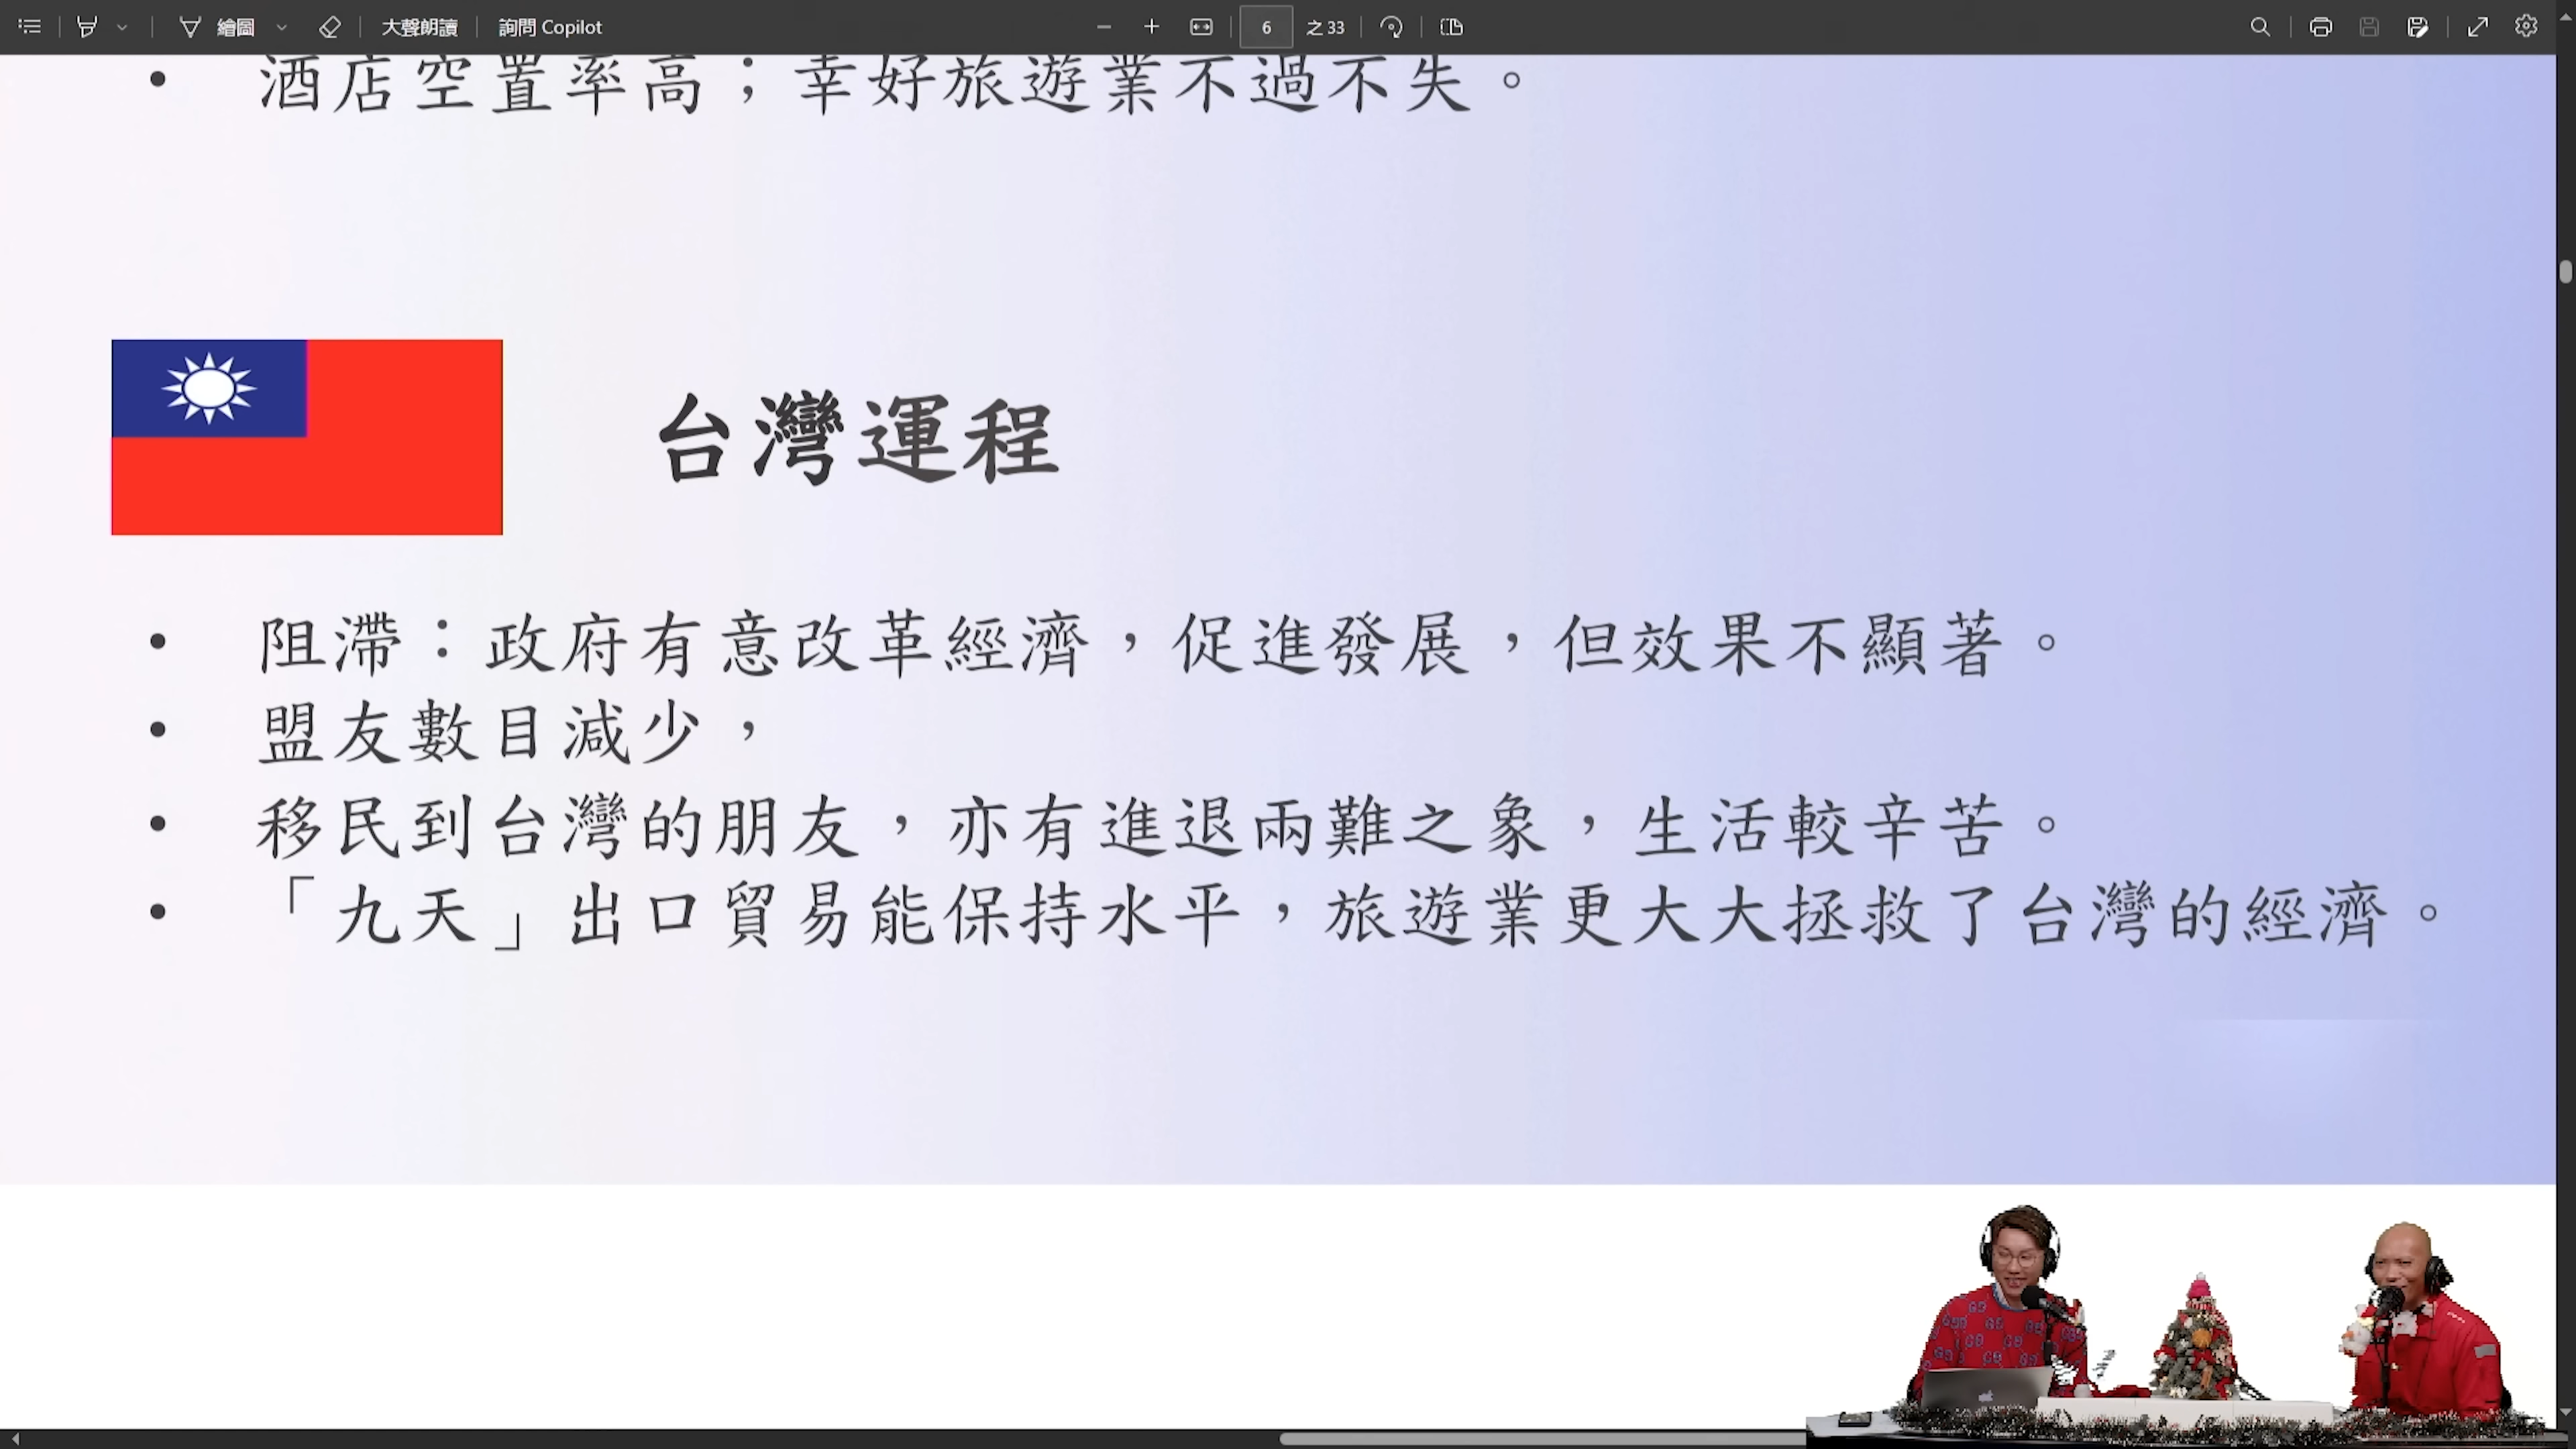 大聲朗讀
繪圖
詢問 Copilot
6 之 33
• 酒店空置率高；幸好旅遊業不過不失。
台灣運程
• 阻滯：政府有意改革經濟，促進發展，但效果不顯著。
• 盟友數目減少，
• 移民到台灣的朋友，亦有進退兩難之象，生活較辛苦。
• 「九天」出口貿易能保持水平，旅遊業更大大拯救了台灣的經濟。